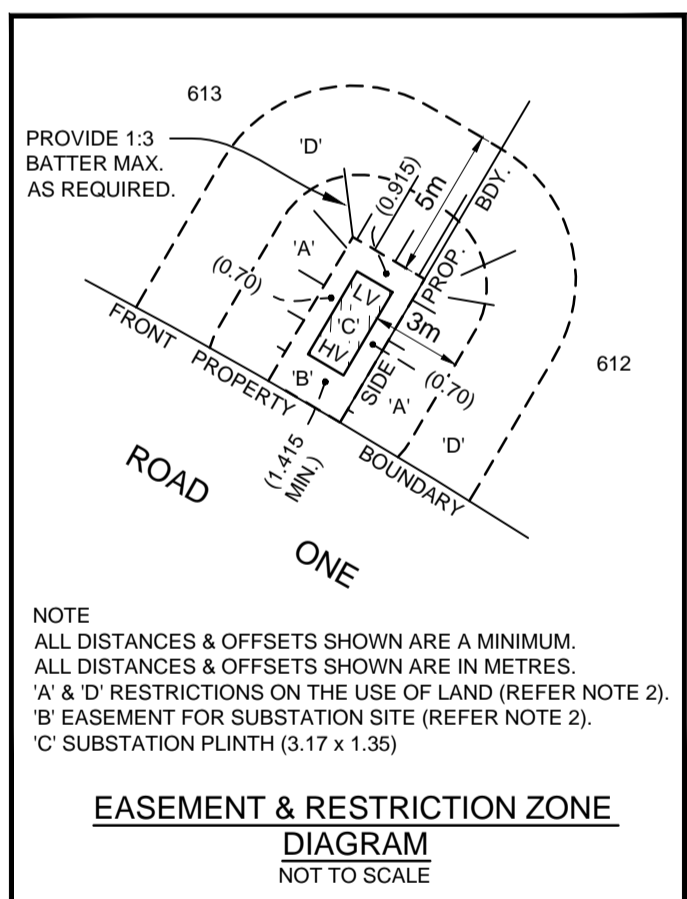 613
'D'
PROVIDE 1:3
BATTER MAX.
AS REQUIRED.
(0.915)
5m
BDY.
'A'
(0.70)
LV
PROP.
'C'
3m
HV
FRONT PROPERTY BOUNDARY
'B'
SIDE
(0.70)
'A'
612
'D'
(1.415
MIN.)
ROAD ONE
NOTE
ALL DISTANCES & OFFSETS SHOWN ARE A MINIMUM.
ALL DISTANCES & OFFSETS SHOWN ARE IN METRES.
'A' & 'D' RESTRICTIONS ON THE USE OF LAND (REFER NOTE 2).
'B' EASEMENT FOR SUBSTATION SITE (REFER NOTE 2).
'C' SUBSTATION PLINTH (3.17 x 1.35)
EASEMENT & RESTRICTION ZONE
DIAGRAM
NOT TO SCALE